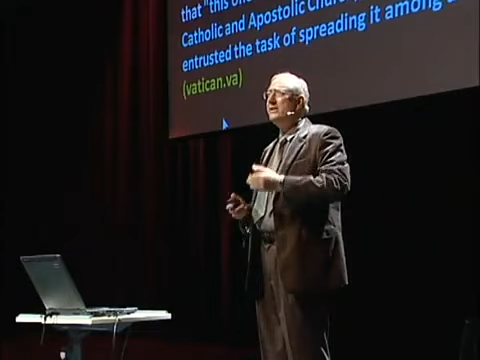 that "this one
Catholic and Apostolic Church,
entrusted the task of spreading it among
(vatican.va)